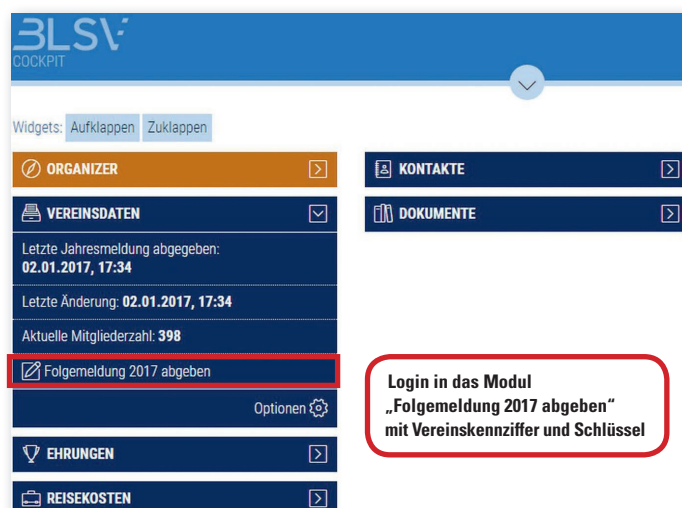 BLSV
COCKPIT
Widgets: Aufklappen Zuklappen
ORGANIZER
VEREINSDATEN
Letzte Jahresmeldung abgegeben:
02.01.2017, 17:34
Letzte Änderung: 02.01.2017, 17:34
Aktuelle Mitgliederzahl: 398
Folgemeldung 2017 abgeben
Optionen
EHRUNGEN
REISEKOSTEN
KONTAKTE
DOKUMENTE
Login in das Modul
„Folgemeldung 2017 abgeben“
mit Vereinskennziffer und Schlüssel